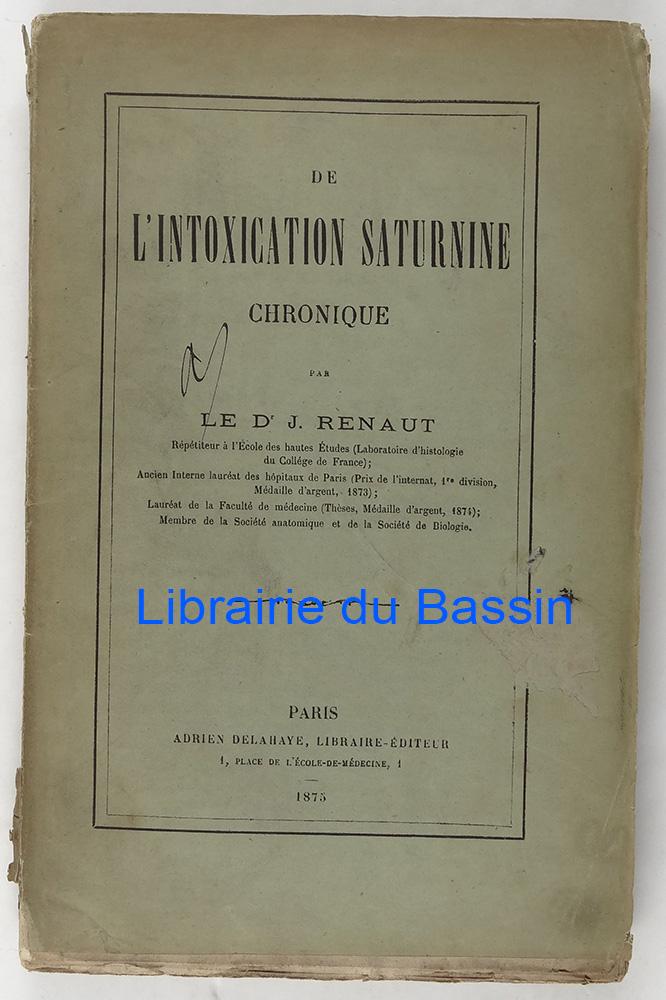 DE
L'INTOXICATION SATURNINE
CHRONIQUE
PAR
LE Dr J. RENAUT
Répétiteur à l'École des hautes Études (Laboratoire d'histologie
du Collége de France);
Ancien Interne lauréat des hôpitaux de Paris (Prix de l'internat, 1re division,
Médaille d'argent, 1873);
Lauréat de la Faculté de médecine (Thèses, Médaille d'argent, 1874);
Membre de la Société anatomique et de la Société de Biologie.
Librairie du Bassin
PARIS
ADRIEN DELAHAYE, LIBRAIRE-ÉDITEUR
1, PLACE DE L'ÉCOLE-DE-MÉDECINE, 1
1875